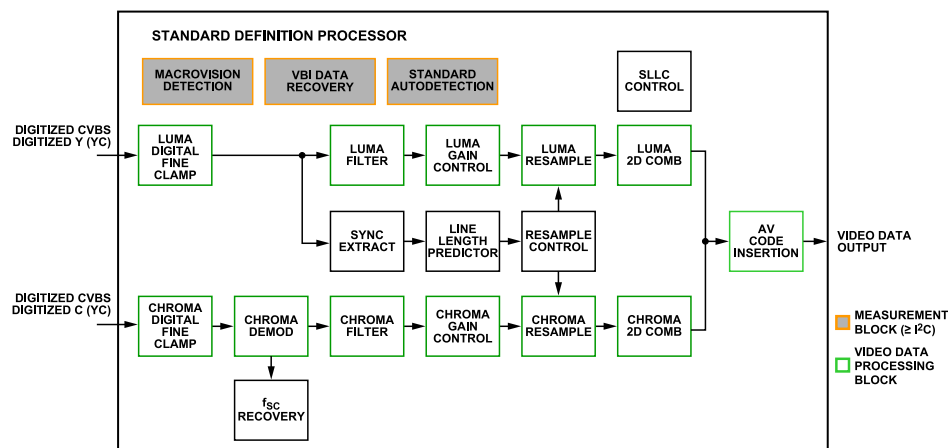 STANDARD DEFINITION PROCESSOR
MACROVISION
DETECTION
VBI DATA
RECOVERY
STANDARD
AUTODETECTION
SLLC
CONTROL
DIGITIZED CVBS
DIGITIZED Y (YC)
LUMA
DIGITAL
FINE
CLAMP
LUMA
FILTER
LUMA
GAIN
CONTROL
LUMA
RESAMPLE
LUMA
2D COMB
SYNC
EXTRACT
LINE
LENGTH
PREDICTOR
RESAMPLE
CONTROL
AV
CODE
INSERTION
VIDEO DATA
OUTPUT
DIGITIZED CVBS
DIGITIZED C (YC)
CHROMA
DIGITAL
FINE
CLAMP
CHROMA
DEMOD
CHROMA
FILTER
CHROMA
GAIN
CONTROL
CHROMA
RESAMPLE
CHROMA
2D COMB
fSC
RECOVERY
MEASUREMENT
BLOCK (≥ I²C)
VIDEO DATA
PROCESSING
BLOCK